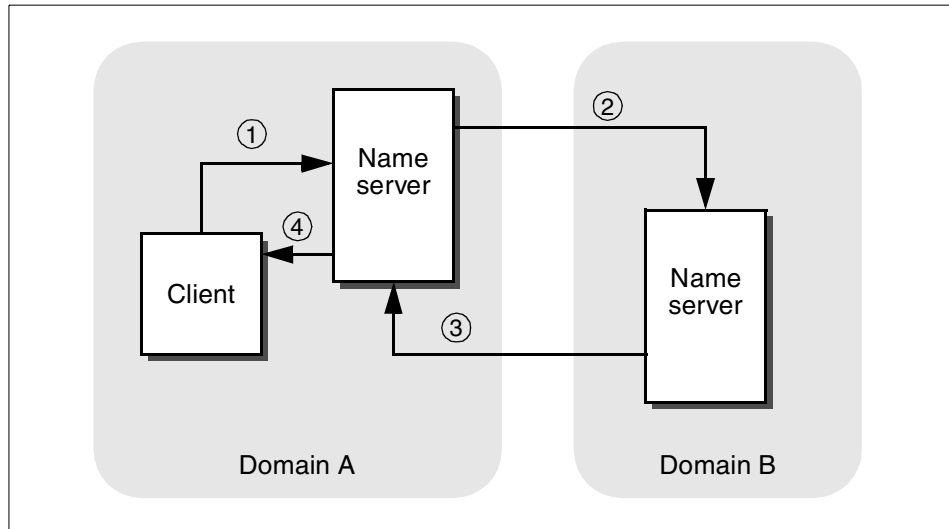 ①
②
Name
server
④
Client
Name
server
③
Domain A
Domain B